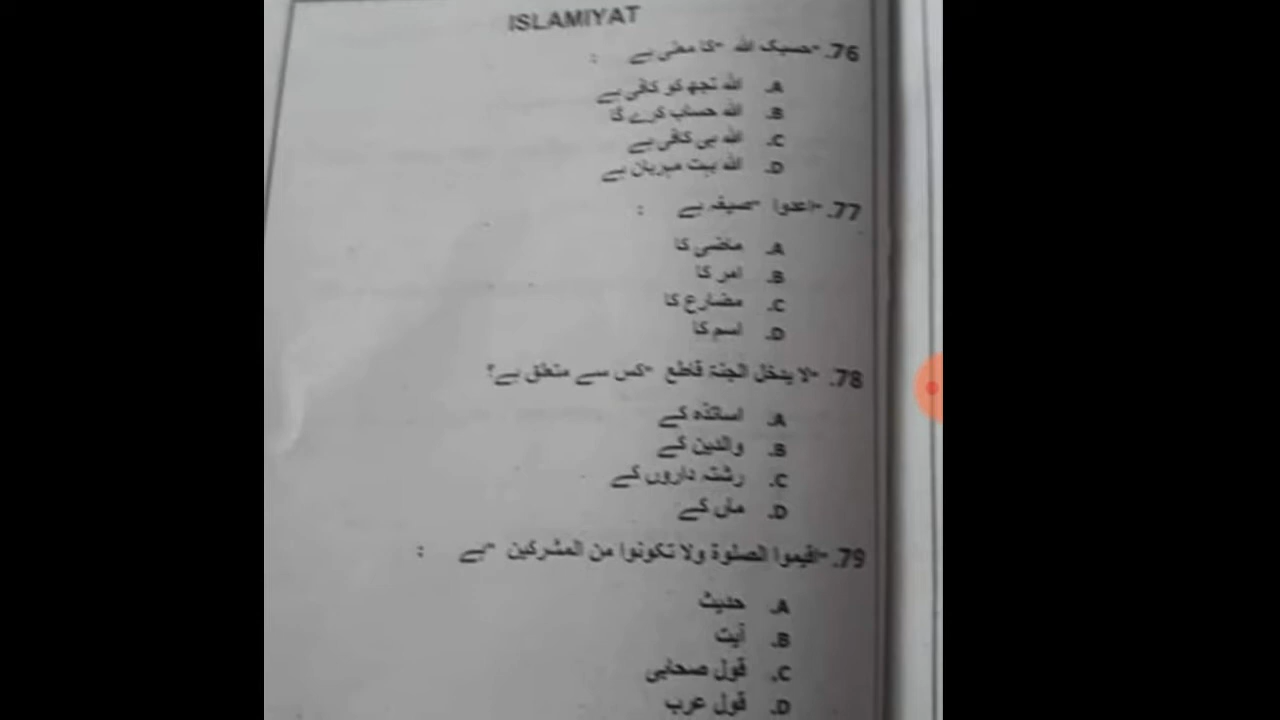 ISLAMIYAT
76. "حسبک اللہ" کا معنی ہے :
A. اللہ تجھ کو کافی ہے
B. اللہ حساب کرے گا
C. اللہ ہی کافی ہے
D. اللہ بہت مہربان ہے
77. "اعدوا" صیغہ ہے :
A. ماضی کا
B. امر کا
C. مضارع کا
D. اسم کا
78. "لا یدخل الجنۃ قاطع" کس سے متعلق ہے؟
A. اساتذہ کے
B. والدین کے
C. رشتہ داروں کے
D. ماں کے
79. "اقیموا الصلوۃ ولا تکونوا من المشرکین" ہے :
A. حدیث
B. آیت
C. قول صحابی
D. قول عرب